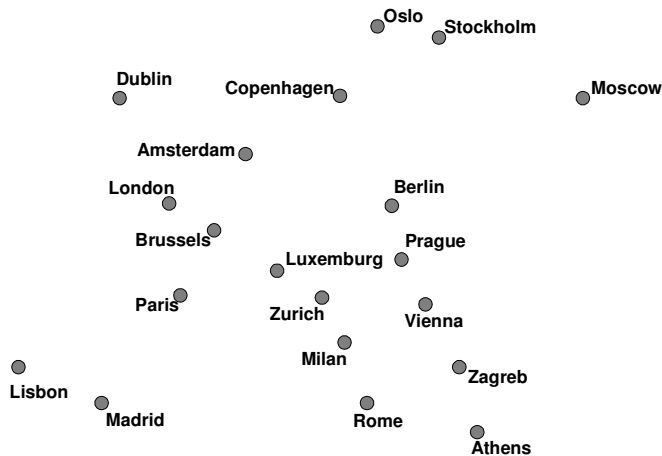 Oslo
Stockholm
Dublin
Copenhagen
Moscow
Amsterdam
London
Berlin
Brussels
Prague
Luxemburg
Paris
Zurich
Vienna
Milan
Lisbon
Zagreb
Madrid
Rome
Athens